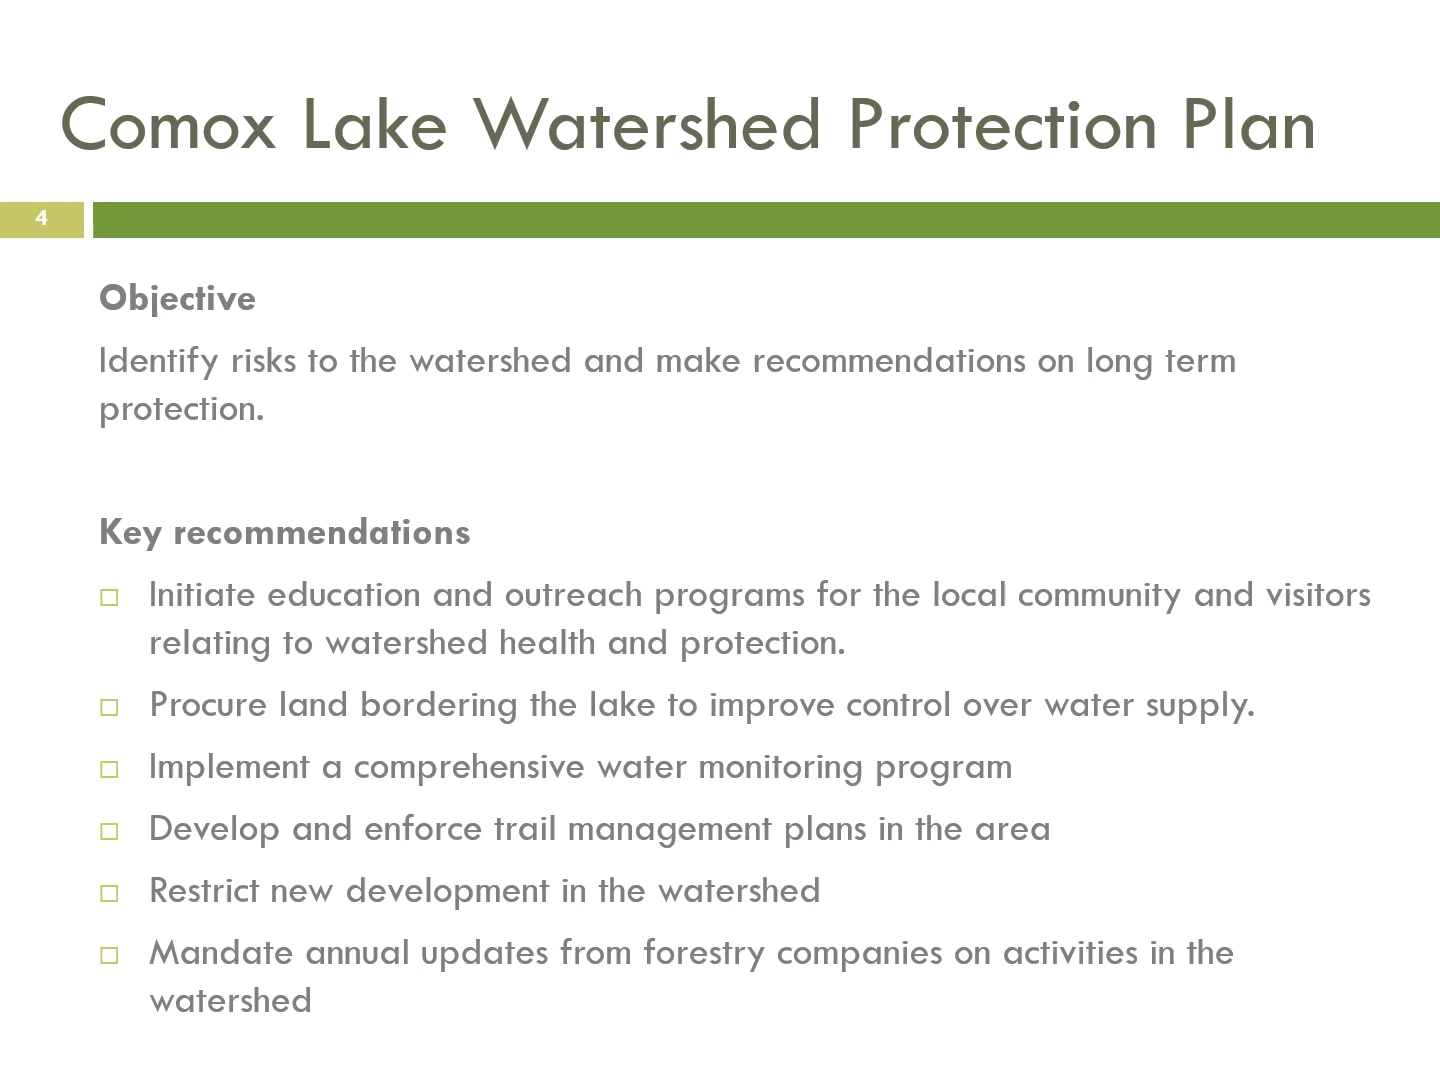 Comox Lake Watershed Protection Plan
4
Objective
Identify risks to the watershed and make recommendations on long term
protection.
Key recommendations
Initiate education and outreach programs for the local community and visitors
relating to watershed health and protection.
Procure land bordering the lake to improve control over water supply.
Implement a comprehensive water monitoring program
Develop and enforce trail management plans in the area
Restrict new development in the watershed
Mandate annual updates from forestry companies on activities in the
watershed